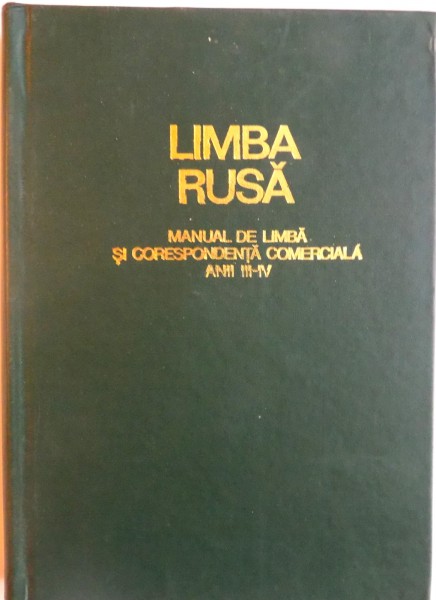 LIMBA
RUSĂ
MANUAL DE LIMBĂ
ŞI CORESPONDENŢĂ COMERCIALĂ
ANII III-IV